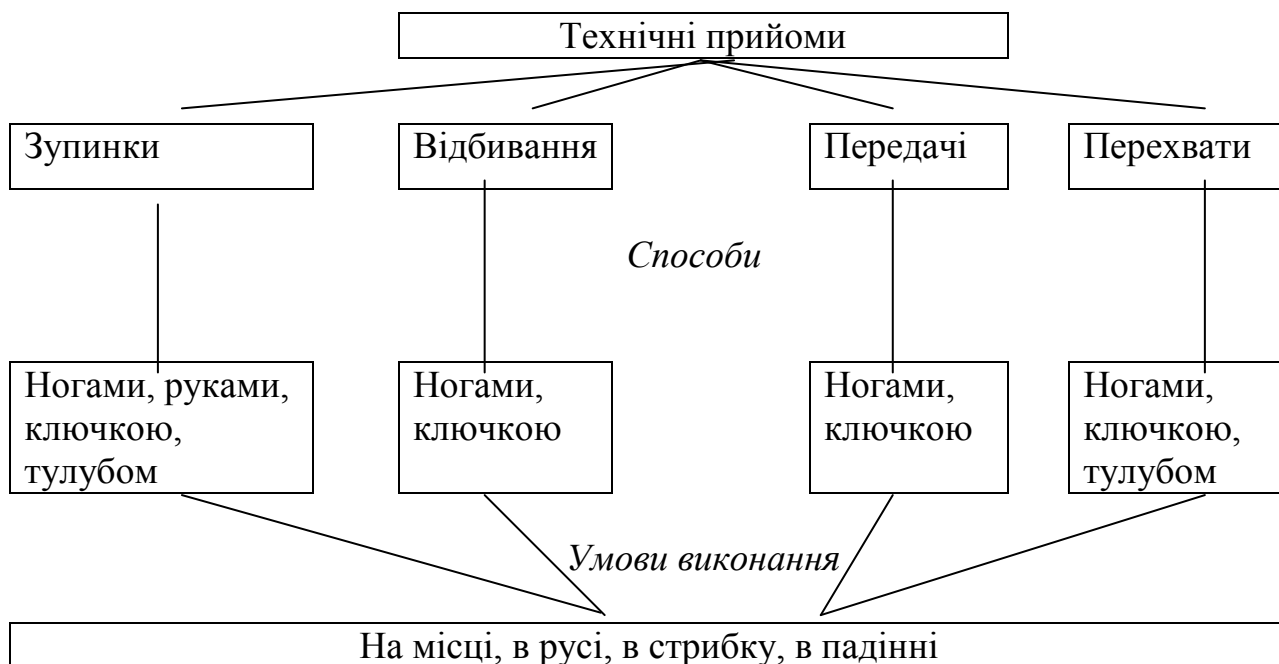 Технічні прийоми
Зупинки
Відбивання
Передачі
Перехвати
Способи
Ногами, руками,
ключкою,
тулубом
Ногами,
ключкою
Ногами,
ключкою
Ногами,
ключкою,
тулубом
Умови виконання
На місці, в русі, в стрибку, в падінні